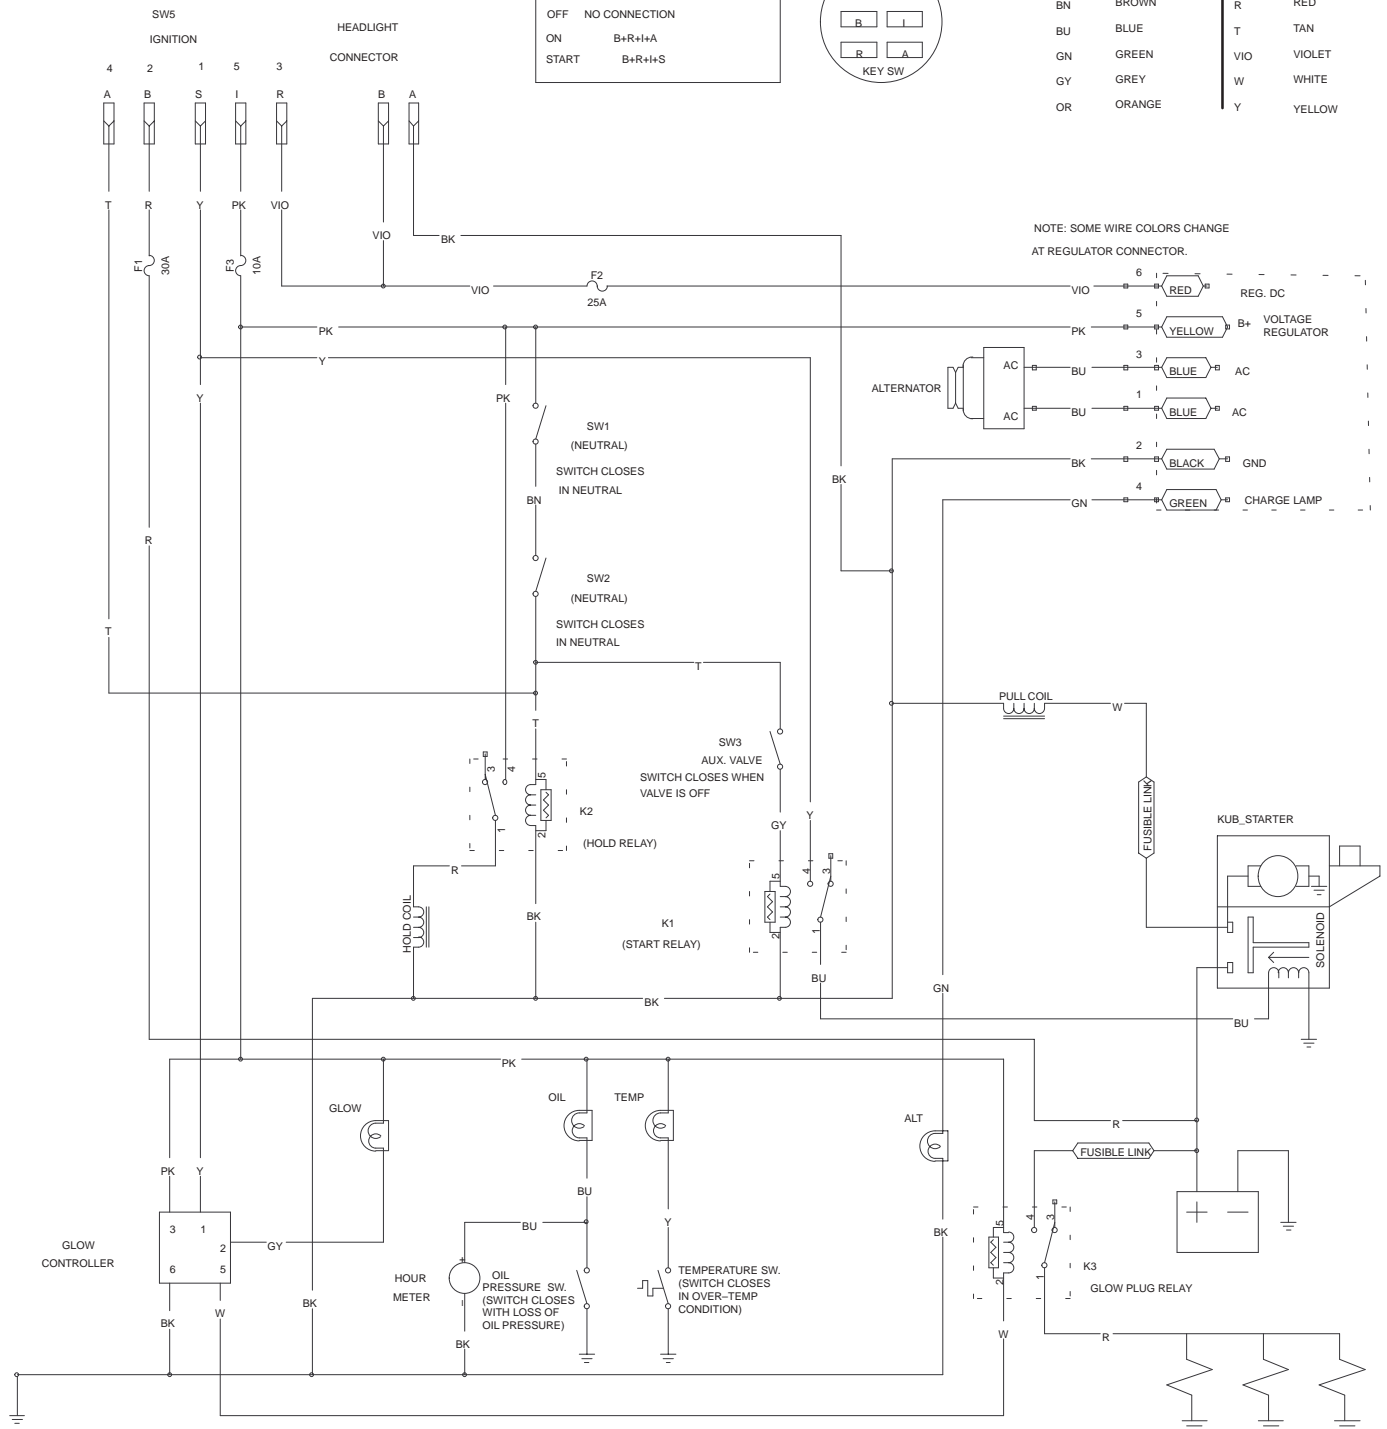 SW5
IGNITION
4 2 1 5 3
A B S I R
HEADLIGHT
CONNECTOR
B A
OFF NO CONNECTION
ON B+R+I+A
START B+R+I+S
B I
R A
KEY SW
BN BROWN R RED
BU BLUE T TAN
GN GREEN VIO VIOLET
GY GREY W WHITE
OR ORANGE Y YELLOW
T R Y PK VIO
VIO
BK
F1
30A
F3
10A
VIO
F2
25A
VIO
NOTE: SOME WIRE COLORS CHANGE
AT REGULATOR CONNECTOR.
6
RED
REG. DC
PK
PK
5
YELLOW
B+
VOLTAGE
REGULATOR
Y
ALTERNATOR
AC
BU
3
BLUE
AC
AC
BU
1
BLUE
AC
BK
2
BLACK
GND
GN
4
GREEN
CHARGE LAMP
Y
PK
SW1
(NEUTRAL)
SWITCH CLOSES
IN NEUTRAL
BK
BN
R
SW2
(NEUTRAL)
SWITCH CLOSES
IN NEUTRAL
T
T
T
PULL COIL
W
SW3
AUX. VALVE
SWITCH CLOSES WHEN
VALVE IS OFF
3 4 5
1 2
K2
(HOLD RELAY)
GY
Y
FUSIBLE LINK
KUB_STARTER
R
HOLD COIL
BK
K1
(START RELAY)
5 4 3
2 1
SOLENOID
BU
GN
BK
BU
PK
GLOW
OIL
TEMP
ALT
R
FUSIBLE LINK
PK Y
BU
Y
BK
+ −
3 1
2
6 5
GLOW
CONTROLLER
GY
BU
HOUR
METER
+
−
OIL
PRESSURE SW.
(SWITCH CLOSES
WITH LOSS OF
OIL PRESSURE)
TEMPERATURE SW.
(SWITCH CLOSES
IN OVER–TEMP
CONDITION)
5 4 3
2 1
K3
GLOW PLUG RELAY
BK
W
BK
BK
W
R